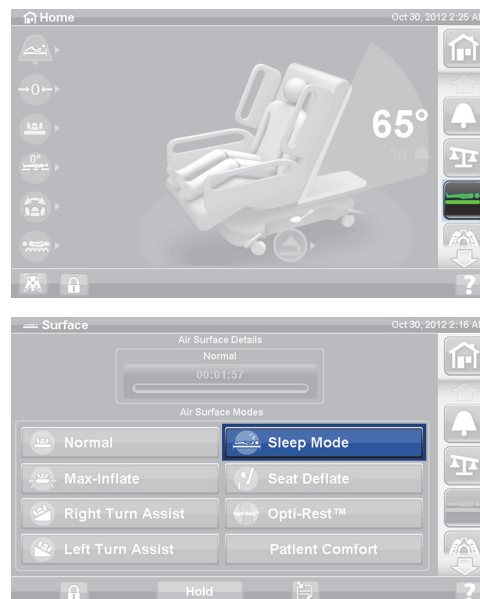 Home
Oct 30, 2012 2:25 A
0
0°
65°
30°
?
Surface
Oct 30, 2012 2:16 A
Air Surface Details
Normal
00:01:57
Air Surface Modes
Normal
Sleep Mode
Max-Inflate
Seat Deflate
Right Turn Assist
Opti-Rest™
Left Turn Assist
Patient Comfort
Hold
?